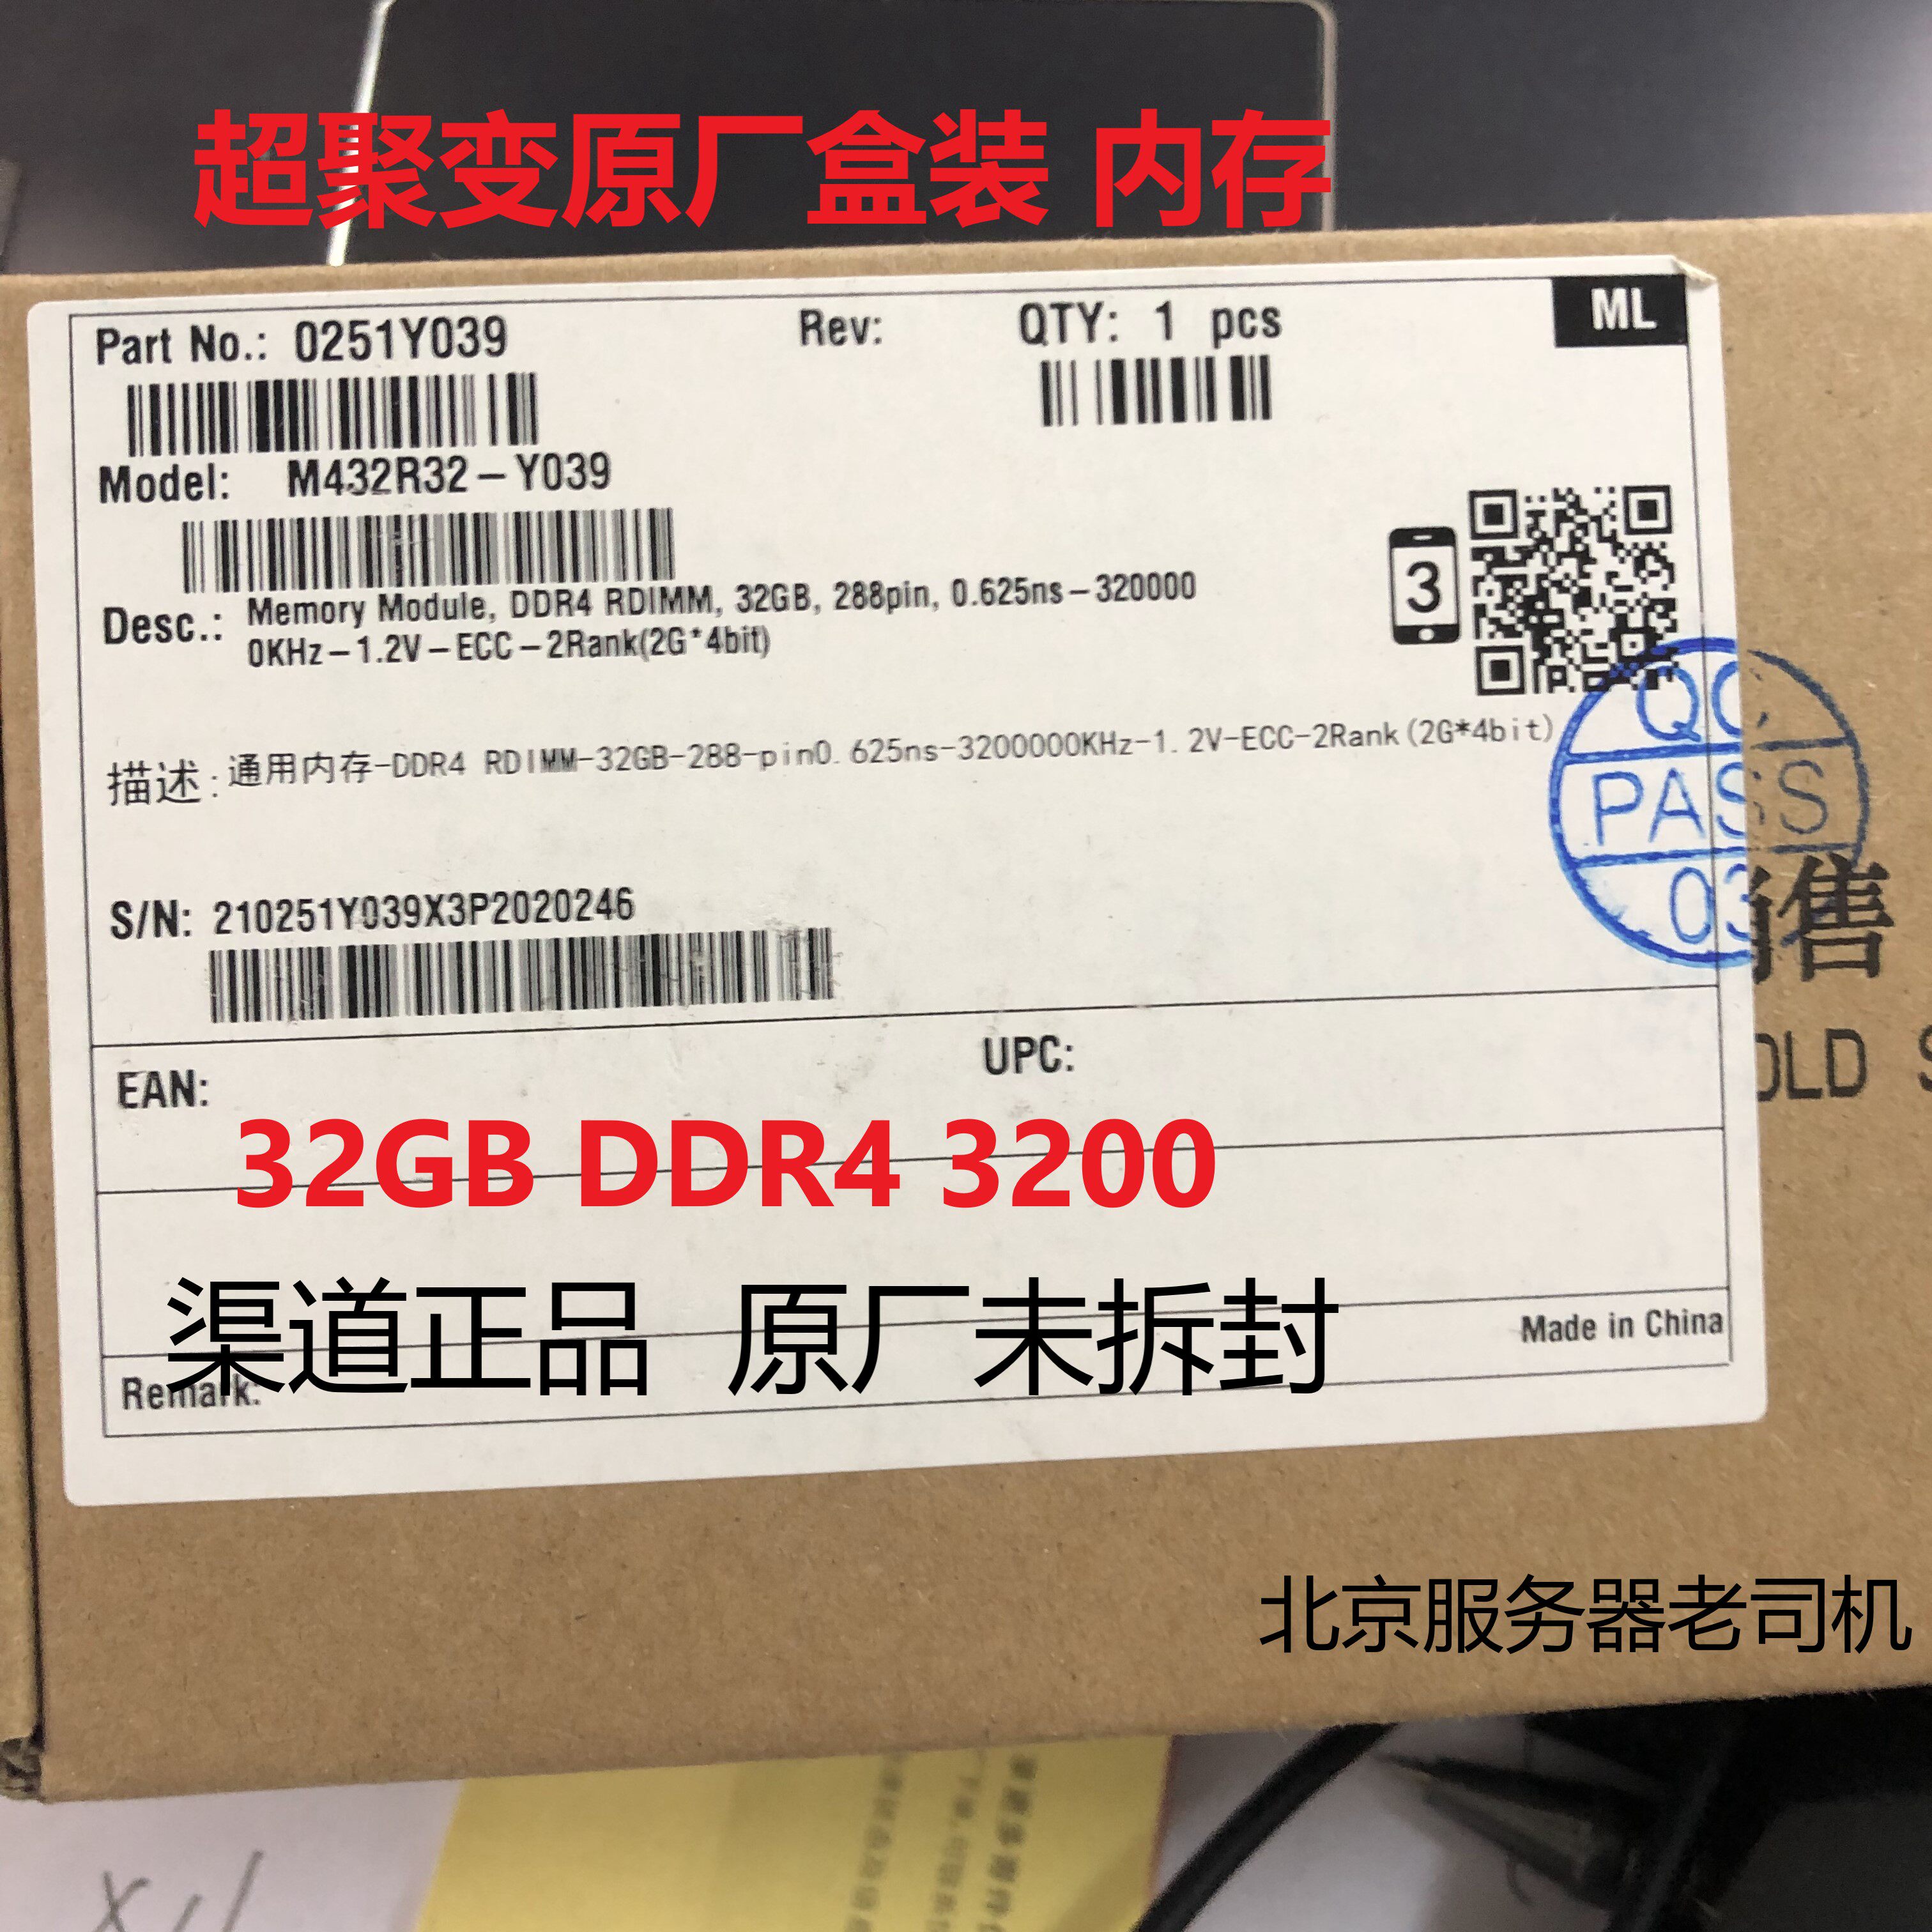 超聚变原厂盒装 内存
Part No.: 0251Y039
Rev:
QTY: 1 pcs
ML
Model: M432R32-Y039
3
Desc.: Memory Module, DDR4 RDIMM, 32GB, 288pin, 0.625ns-320000
0KHz-1.2V-ECC-2Rank(2G*4bit)
描述:通用内存-DDR4 RDIMM-32GB-288-pin0.625ns-3200000KHz-1.2V-ECC-2Rank(2G*4bit)
QC
PASS
03
售
OLD S
S/N: 210251Y039X3P2020246
EAN:
UPC:
32GB DDR4 3200
渠道正品 原厂未拆封
Made in China
Remark:
北京服务器老司机